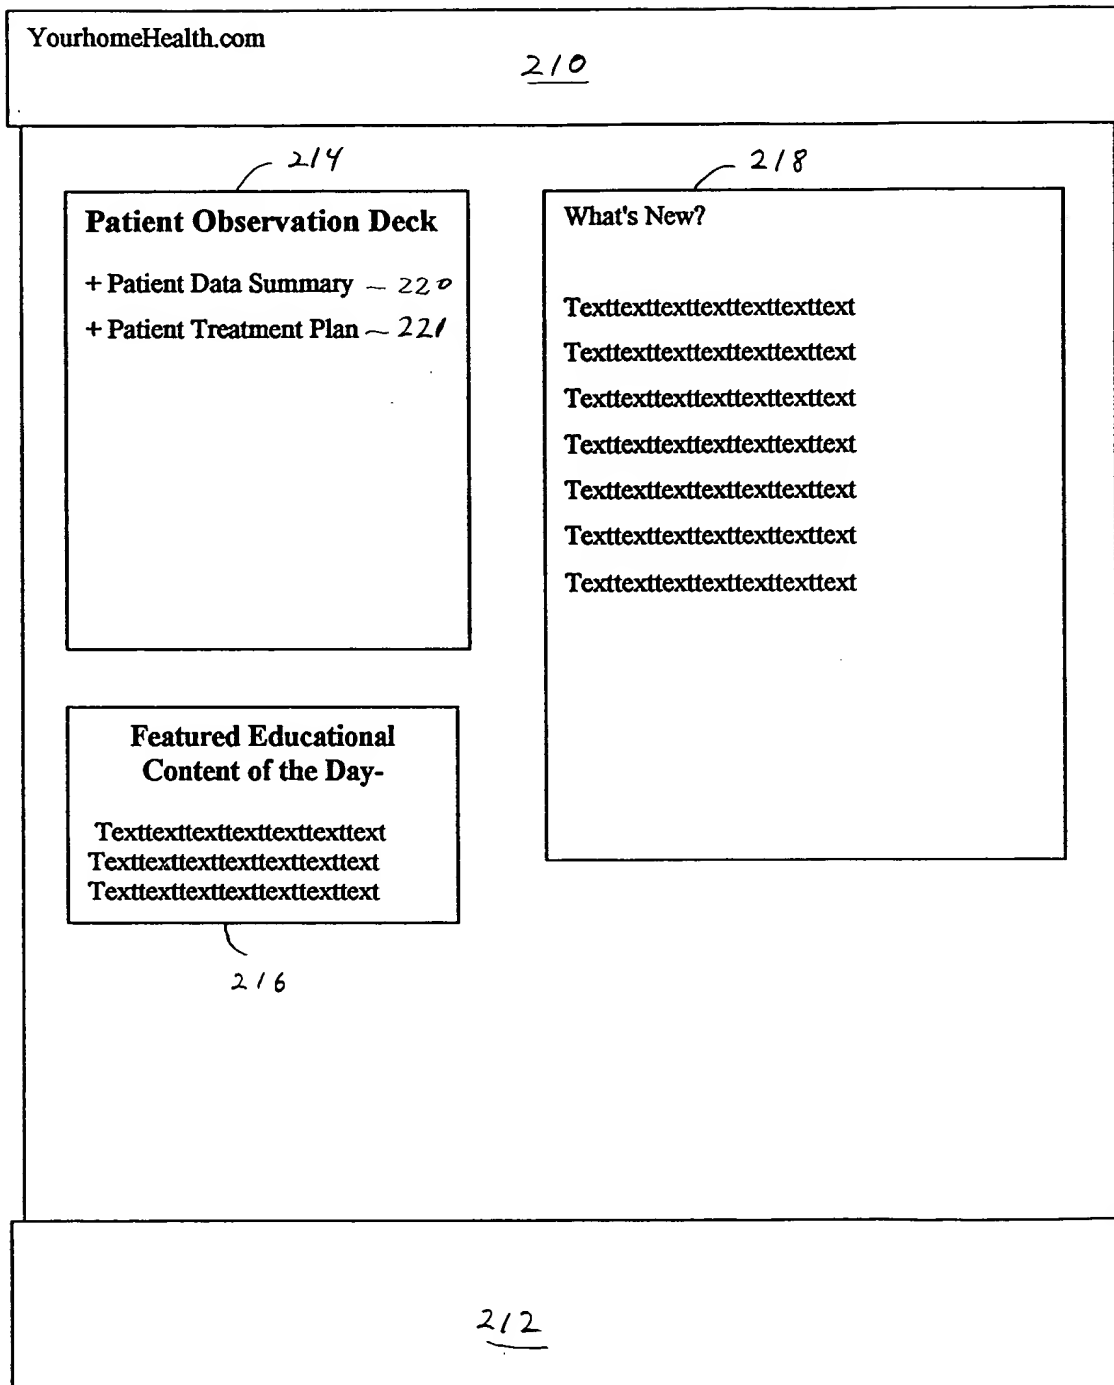 YourhomeHealth.com
210
214
Patient Observation Deck
+ Patient Data Summary ~ 220
+ Patient Treatment Plan ~ 221
218
What's New?
Texttexttexttexttexttexttext
Texttexttexttexttexttexttext
Texttexttexttexttexttexttext
Texttexttexttexttexttexttext
Texttexttexttexttexttexttext
Texttexttexttexttexttexttext
Texttexttexttexttexttexttext
Featured Educational
Content of the Day-
Texttexttexttexttexttexttext
Texttexttexttexttexttexttext
Texttexttexttexttexttexttext
216
212